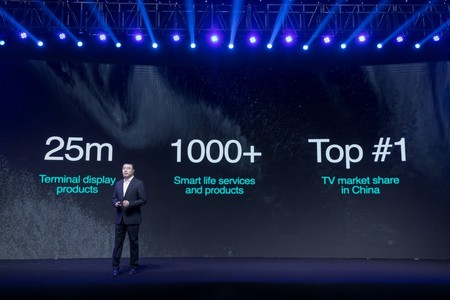 25m
Terminal display
products
1000+
Smart life services
and products
Top #1
TV market share
in China